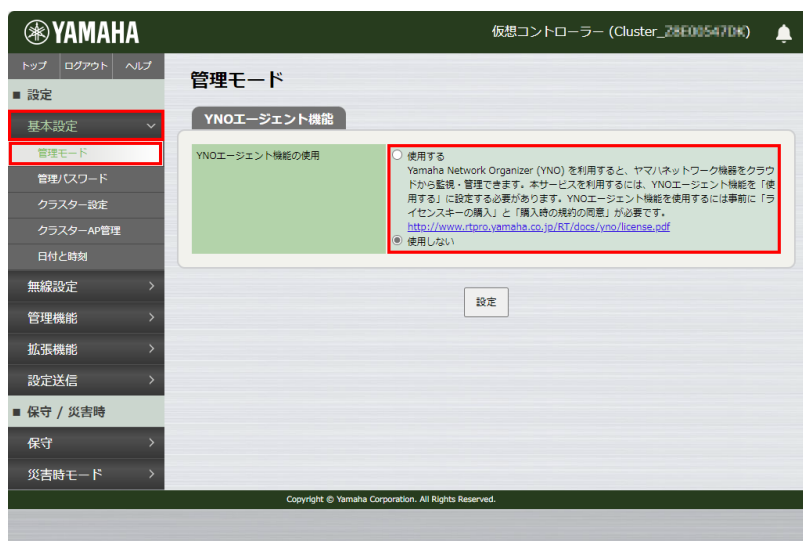 YAMAHA
仮想コントローラー (Cluster_
トップ ログアウト ヘルプ
■ 設定
基本設定
管理モード
管理パスワード
クラスター設定
クラスターAP管理
日付と時刻
無線設定
管理機能
拡張機能
設定送信
■ 保守 / 災害時
保守
災害時モード
管理モード
YNOエージェント機能
YNOエージェント機能の使用
使用する
Yamaha Network Organizer (YNO) を利用すると、ヤマハネットワーク機器をクラウ
ドから監視・管理できます。本サービスを利用するには、YNOエージェント機能を「使
用する」に設定する必要があります。YNOエージェント機能を使用するには事前に「ラ
イセンスキーの購入」と「購入時の規約の同意」が必要です。
http://www.rtpro.yamaha.co.jp/RT/docs/yno/license.pdf
使用しない
設定
Copyright © Yamaha Corporation. All Rights Reserved.